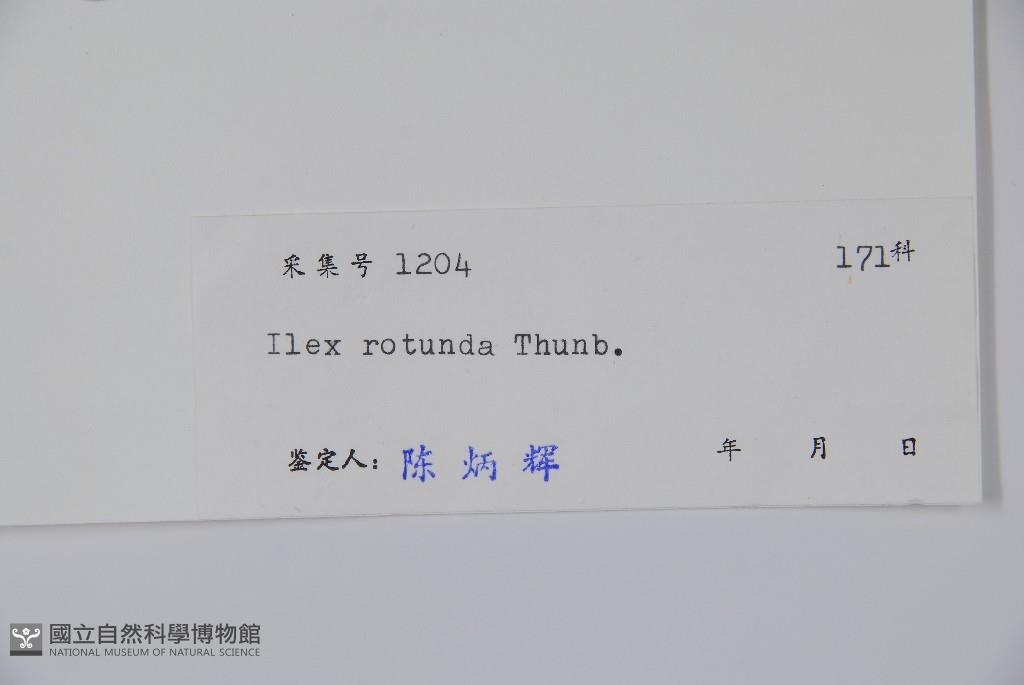 采集号 1204 171科
Ilex rotunda Thunb.
鉴定人: 陈炳辉 年 月 日
國立自然科學博物館
NATIONAL MUSEUM OF NATURAL SCIENCE